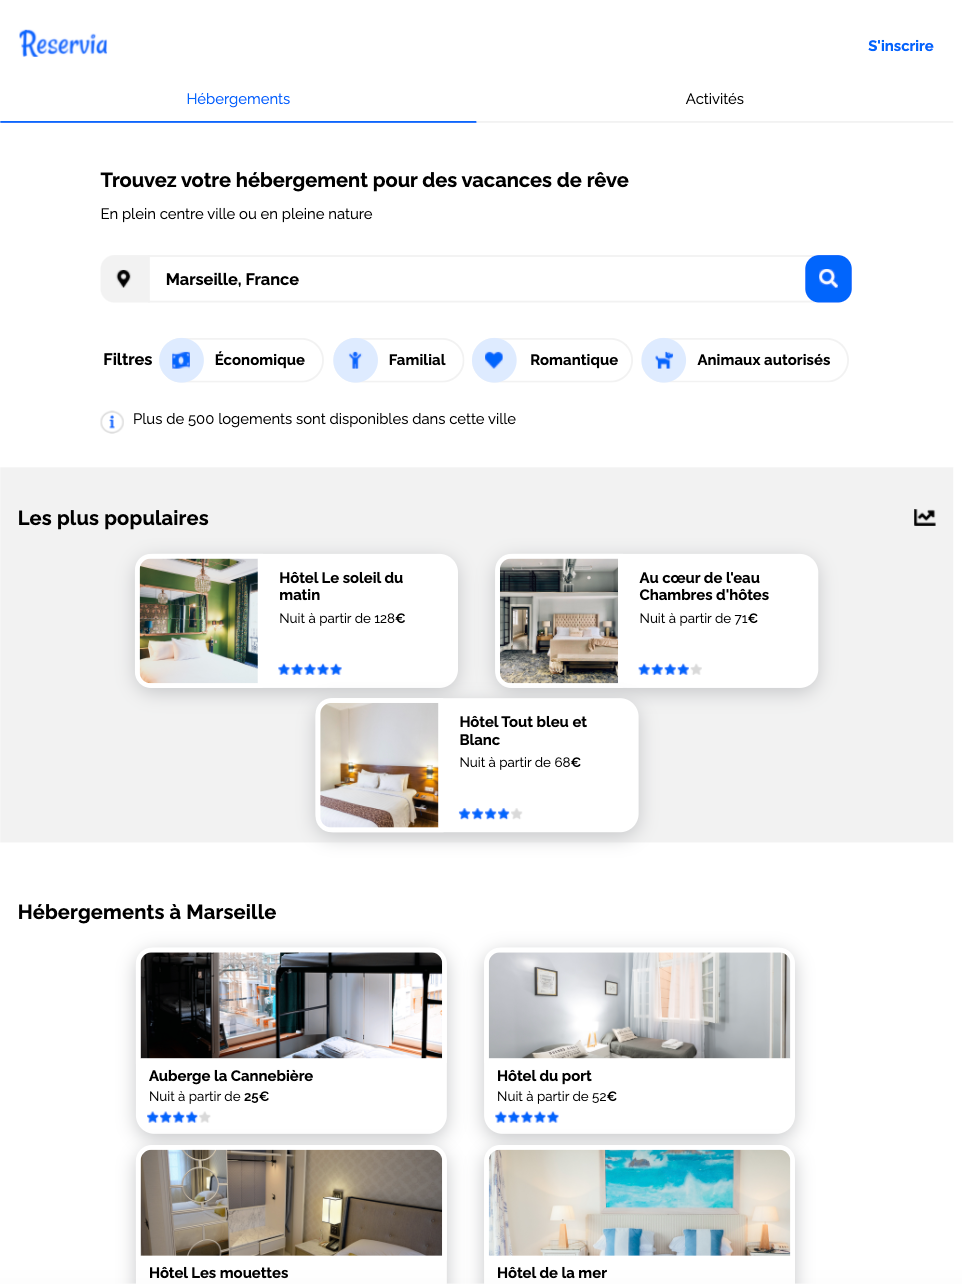 Reservia
S'inscrire
Hébergements
Activités
Trouvez votre hébergement pour des vacances de rêve
En plein centre ville ou en pleine nature
Marseille, France
Filtres
Économique
Familial
Romantique
Animaux autorisés
Plus de 500 logements sont disponibles dans cette ville
Les plus populaires
Hôtel Le soleil du
matin
Nuit à partir de 128€
Au cœur de l'eau
Chambres d'hôtes
Nuit à partir de 71€
Hôtel Tout bleu et
Blanc
Nuit à partir de 68€
Hébergements à Marseille
Auberge la Cannebière
Nuit à partir de 25€
Hôtel du port
Nuit à partir de 52€
Hôtel Les mouettes
Hôtel de la mer